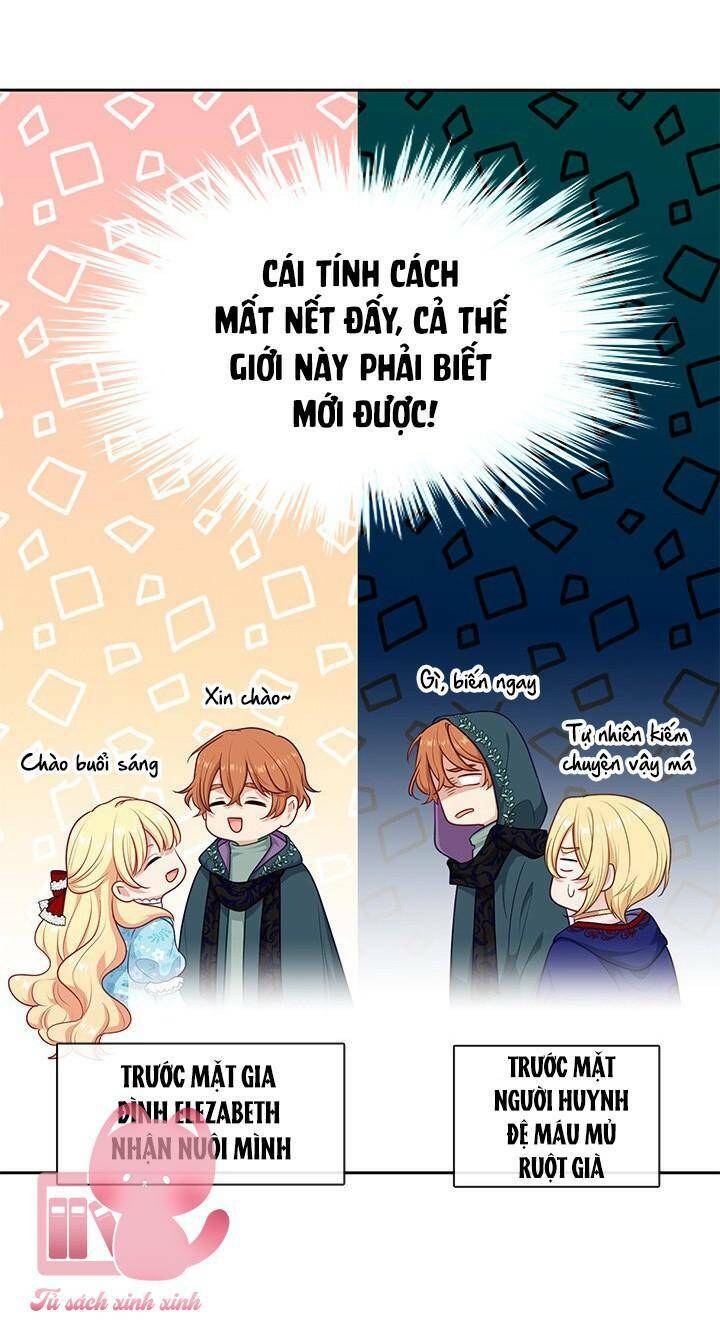 CÁI TÍNH CÁCH
MẤT NẾT ĐẤY, CẢ THẾ
GIỚI NÀY PHẢI BIẾT
MỚI ĐƯỢC!
Xin chào~
Chào buổi sáng
Gì, biến ngay
Tự nhiên kiếm
chuyện vậy má
TRƯỚC MẶT GIA
ĐÌNH ELEZABETH
NHẬN NUÔI MÌNH
TRƯỚC MẶT
NGƯỜI HUYNH
ĐỆ MÁU MỦ
RUỘT GIÀ
Tủ sách xinh xinh